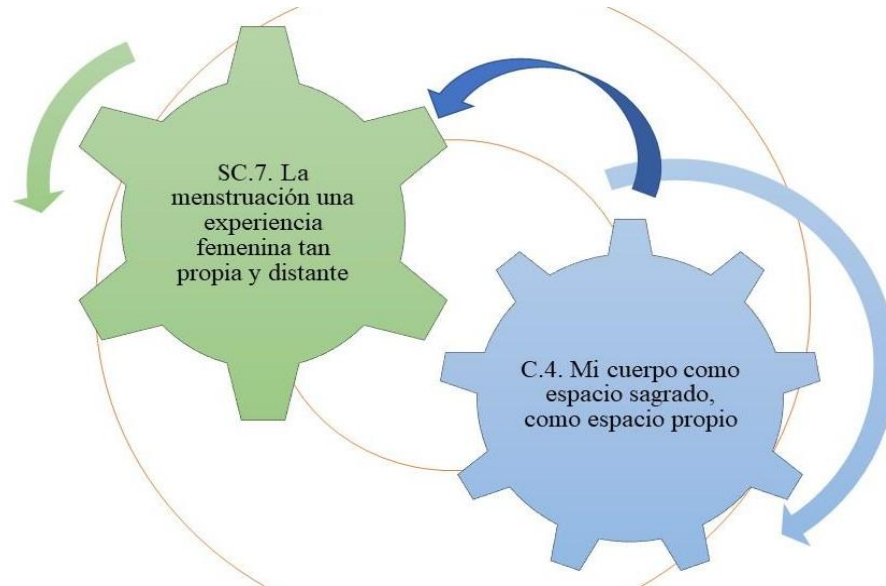 SC.7. La
menstruación una
experiencia
femenina tan
propia y distante
C.4. Mi cuerpo como
espacio sagrado,
como espacio propio